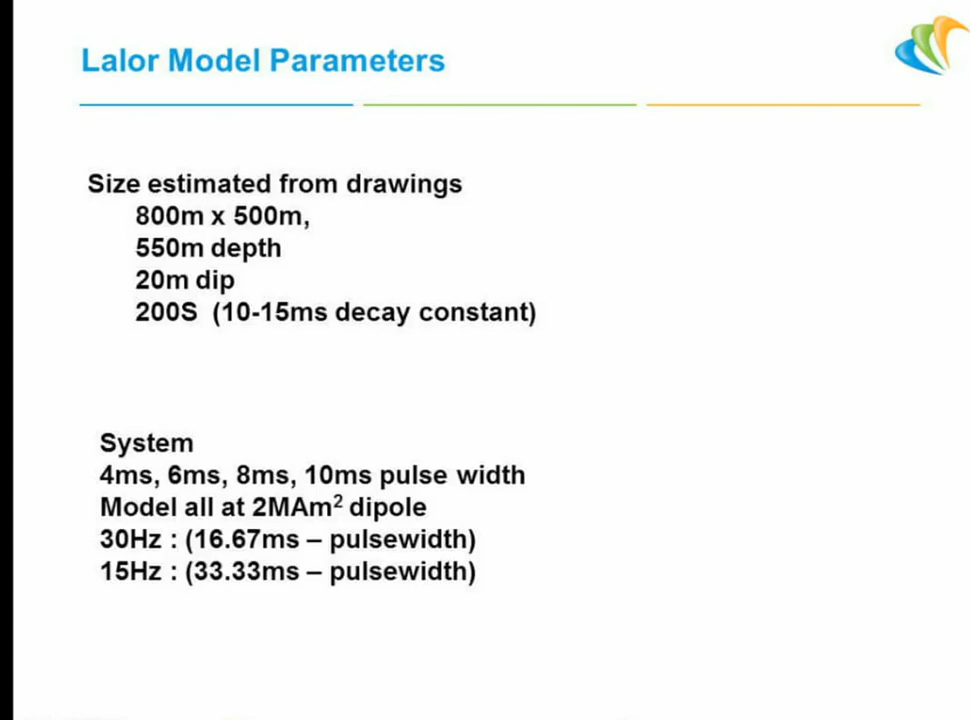 Lalor Model Parameters
Size estimated from drawings
800m x 500m,
550m depth
20m dip
200S (10-15ms decay constant)
System
4ms, 6ms, 8ms, 10ms pulse width
Model all at 2MAm² dipole
30Hz : (16.67ms – pulsewidth)
15Hz : (33.33ms – pulsewidth)